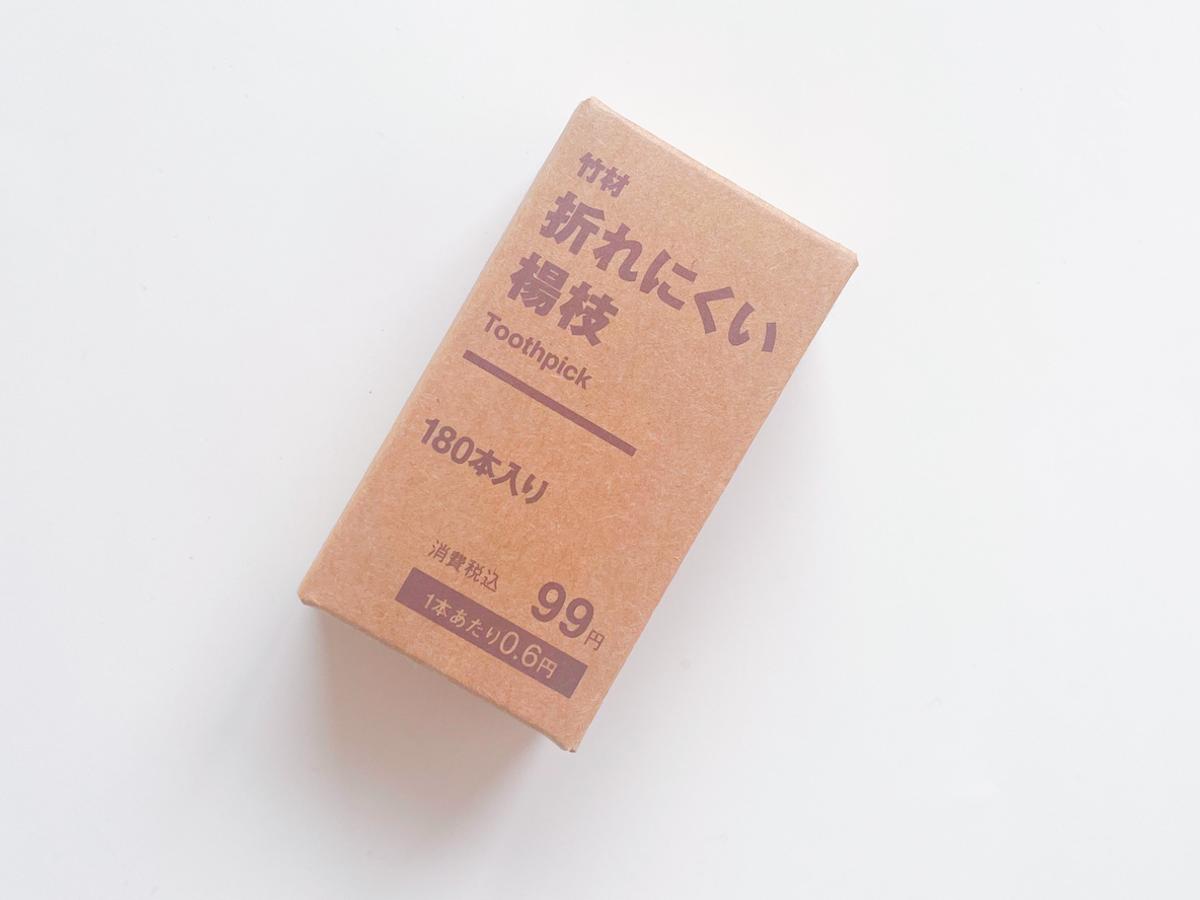 竹材
折れにくい
楊枝
Toothpick
180本入り
消費税込 99円
1本あたり0.6円